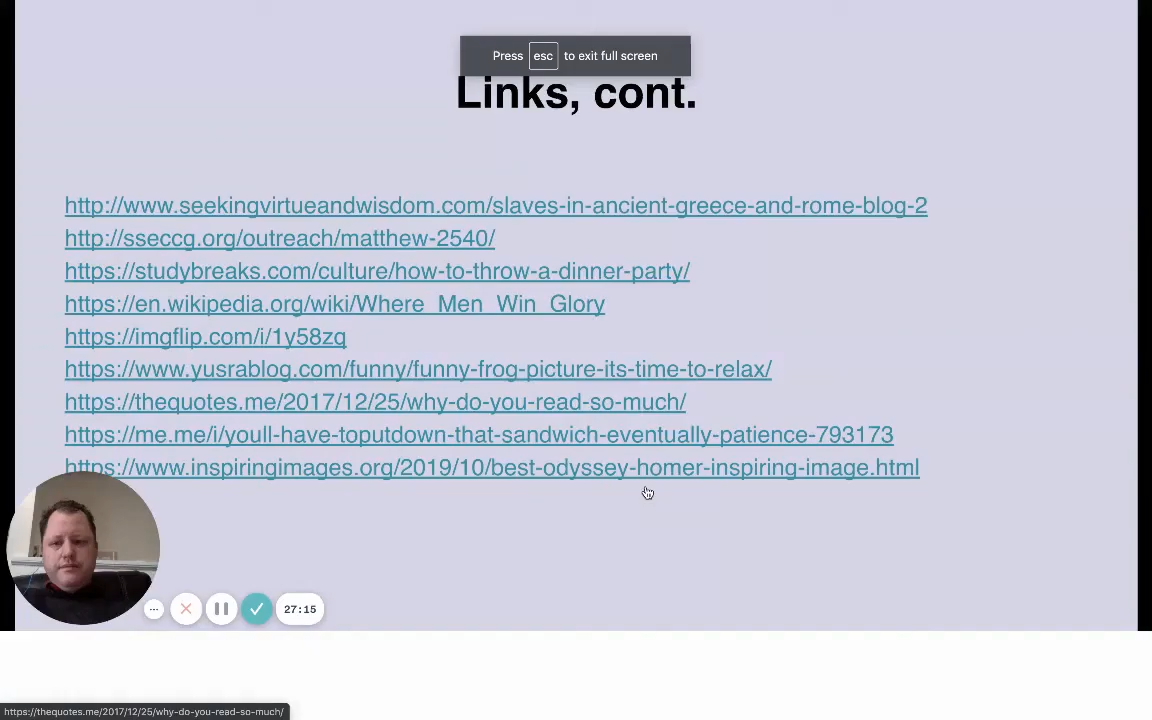 Press esc to exit full screen
Links, cont.
http://www.seekingvirtueandwisdom.com/slaves-in-ancient-greece-and-rome-blog-2
http://sseccg.org/outreach/matthew-2540/
https://studybreaks.com/culture/how-to-throw-a-dinner-party/
https://en.wikipedia.org/wiki/Where_Men_Win_Glory
https://imgflip.com/i/1y58zq
https://www.yusrablog.com/funny/funny-frog-picture-its-time-to-relax/
https://thequotes.me/2017/12/25/why-do-you-read-so-much/
https://me.me/i/youll-have-toputdown-that-sandwich-eventually-patience-793173
https://www.inspiringimages.org/2019/10/best-odyssey-homer-inspiring-image.html
27:15
https://thequotes.me/2017/12/25/why-do-you-read-so-much/